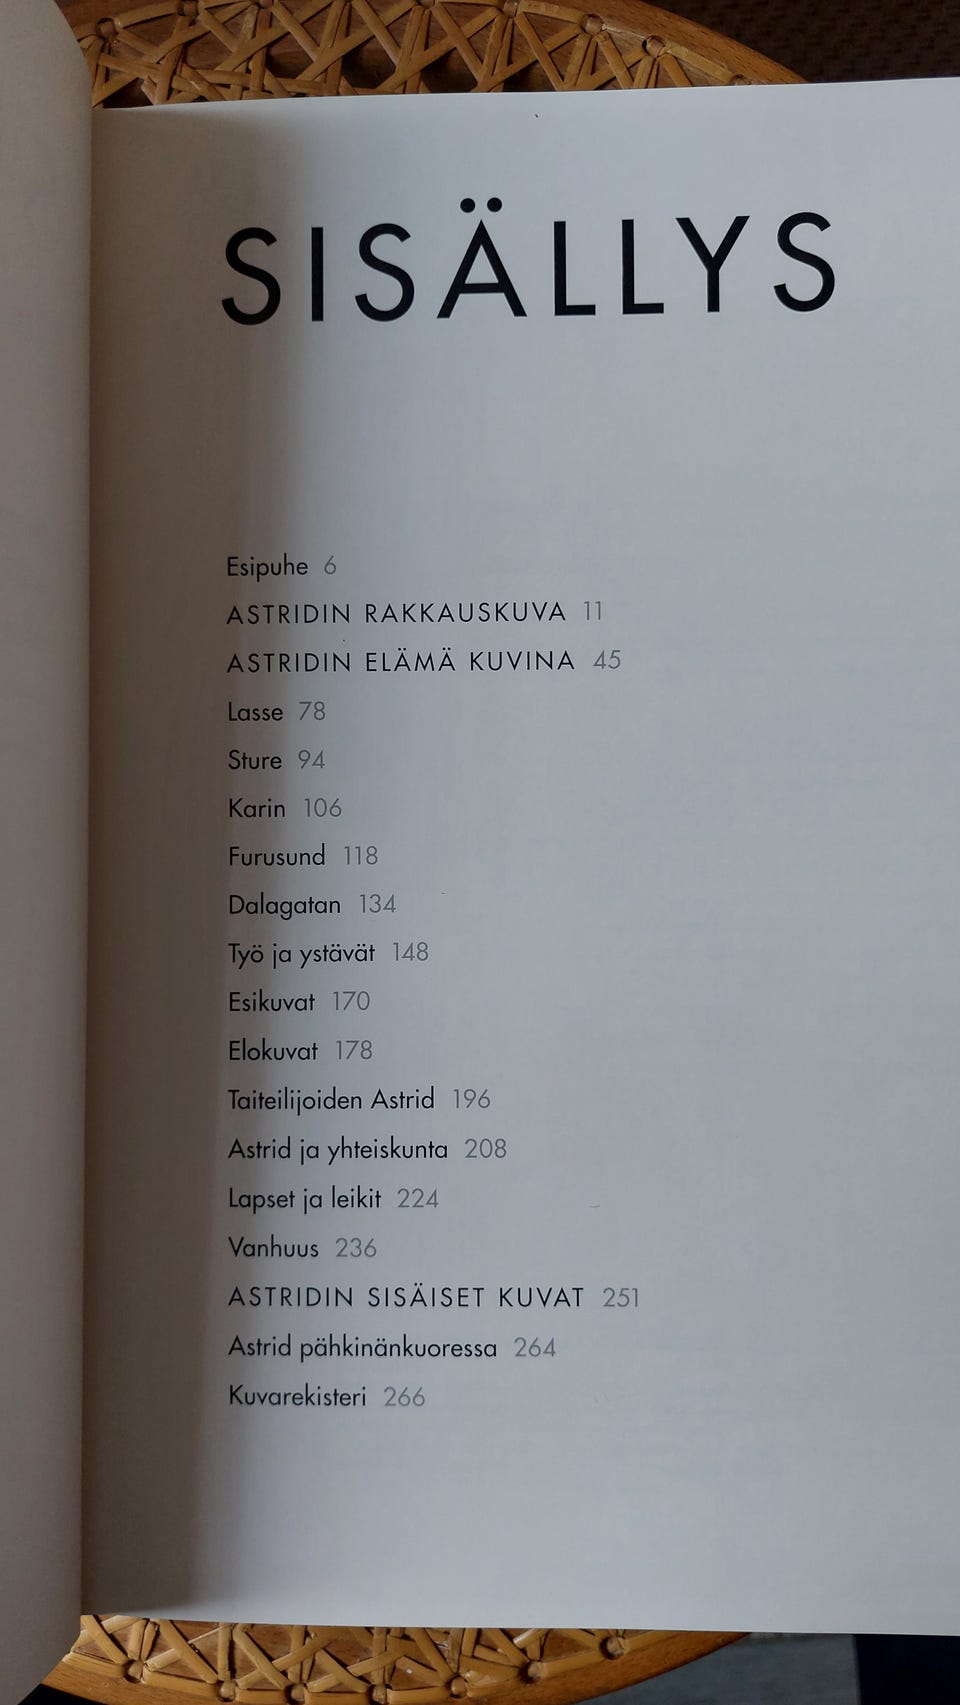 SISÄLLYS
Esipuhe 6
ASTRIDIN RAKKAUSKUVA 11
ASTRIDIN ELÄMÄ KUVINA 45
Lasse 78
Sture 94
Karin 106
Furusund 118
Dalagatan 134
Työ ja ystävät 148
Esikuvat 170
Elokuvat 178
Taiteilijoiden Astrid 196
Astrid ja yhteiskunta 208
Lapset ja leikit 224
Vanhuus 236
ASTRIDIN SISÄISET KUVAT 251
Astrid pähkinänkuoressa 264
Kuvarekisteri 266